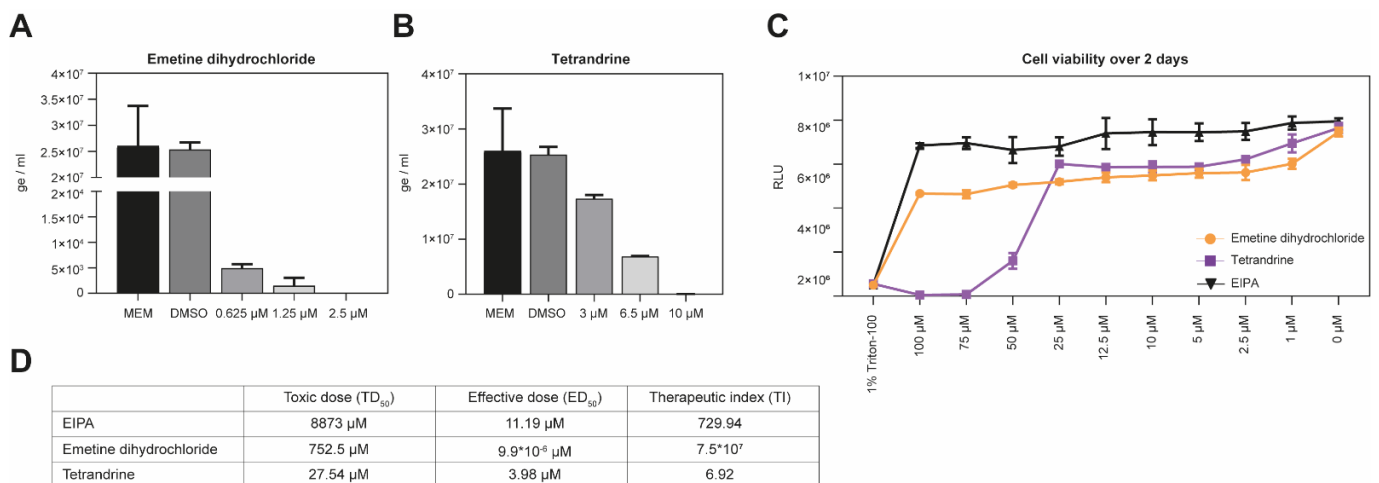 A
Emetine dihydrochloride
4×10⁷
3.5×10⁷
3×10⁷
2.5×10⁷
2×10⁷
2×10⁴
1.5×10⁴
1×10⁴
5×10³
0
ge / ml
MEM DMSO 0.625 µM 1.25 µM 2.5 µM
B
Tetrandrine
4×10⁷
3×10⁷
2×10⁷
1×10⁷
0
ge / ml
MEM DMSO 3 µM 6.5 µM 10 µM
C
Cell viability over 2 days
1×10⁷
8×10⁶
6×10⁶
4×10⁶
2×10⁶
RLU
Emetine dihydrochloride
Tetrandrine
EIPA
1% Triton-100
100 µM
75 µM
50 µM
25 µM
12.5 µM
10 µM
5 µM
2.5 µM
1 µM
0 µM
D
Toxic dose (TD₅₀) Effective dose (ED₅₀) Therapeutic index (TI)
EIPA 8873 µM 11.19 µM 729.94
Emetine dihydrochloride 752.5 µM 9.9*10⁻⁶ µM 7.5*10⁷
Tetrandrine 27.54 µM 3.98 µM 6.92